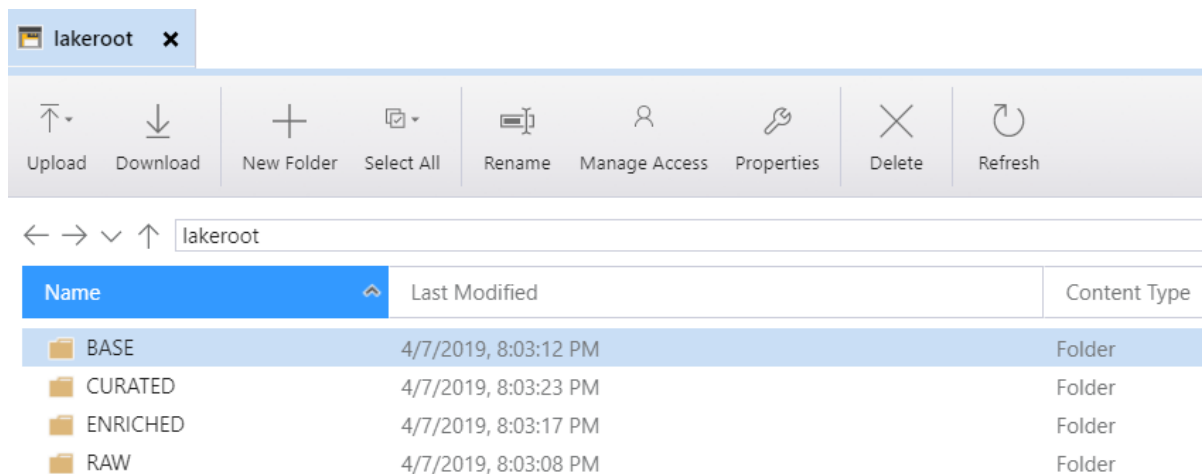 lakeroot
Upload Download New Folder Select All Rename Manage Access Properties Delete Refresh
lakeroot
Name Last Modified Content Type
BASE 4/7/2019, 8:03:12 PM Folder
CURATED 4/7/2019, 8:03:23 PM Folder
ENRICHED 4/7/2019, 8:03:17 PM Folder
RAW 4/7/2019, 8:03:08 PM Folder